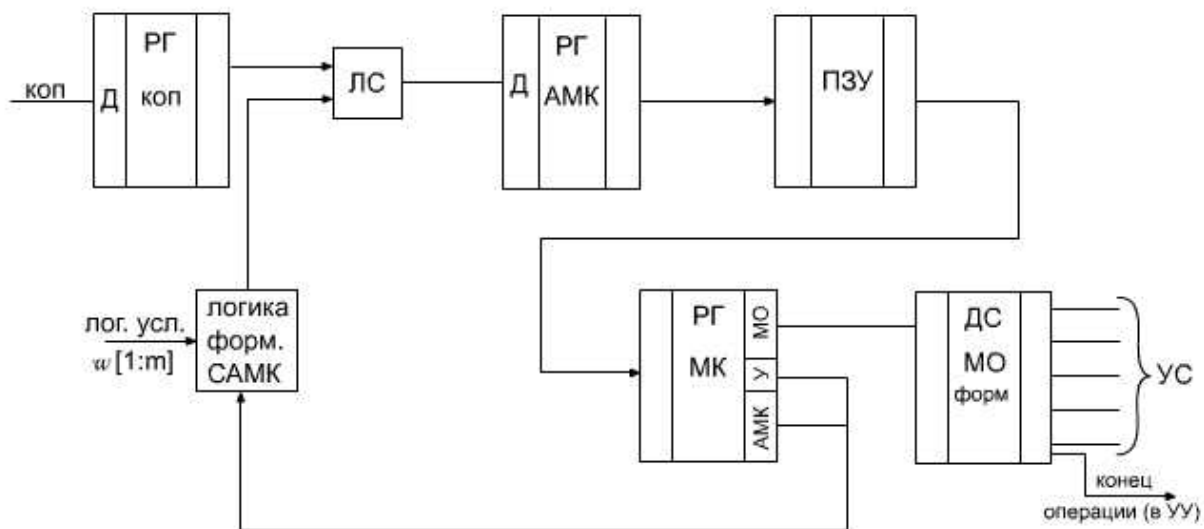 коп
Д
РГ
коп
ЛС
Д
РГ
АМК
ПЗУ
лог. усл.
w[1:m]
логика
форм.
САМК
РГ
МК
МО
У
АМК
ДС
МО
форм
УС
конец
операции (в УУ)